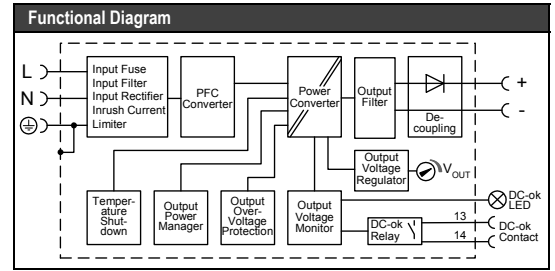 Functional Diagram
L
N
Input Fuse
Input Filter
Input Rectifier
Inrush Current
Limiter
PFC
Converter
Power
Converter
Output
Filter
De-
coupling
+
-
Output
Voltage
Regulator
VOUT
Temper-
ature
Shut-
down
Output
Power
Manager
Output
Over-
Voltage
Protection
Output
Voltage
Monitor
DC-ok
Relay
DC-ok
LED
13
14
DC-ok
Contact